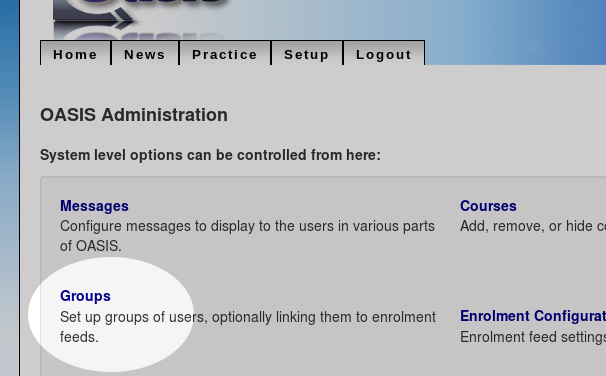 Oasis
Home News Practice Setup Logout
OASIS Administration
System level options can be controlled from here:
Messages
Configure messages to display to the users in various parts
of OASIS.
Groups
Set up groups of users, optionally linking them to enrolment
feeds.
Courses
Add, remove, or hide
Enrolment
Enrolment feed settings